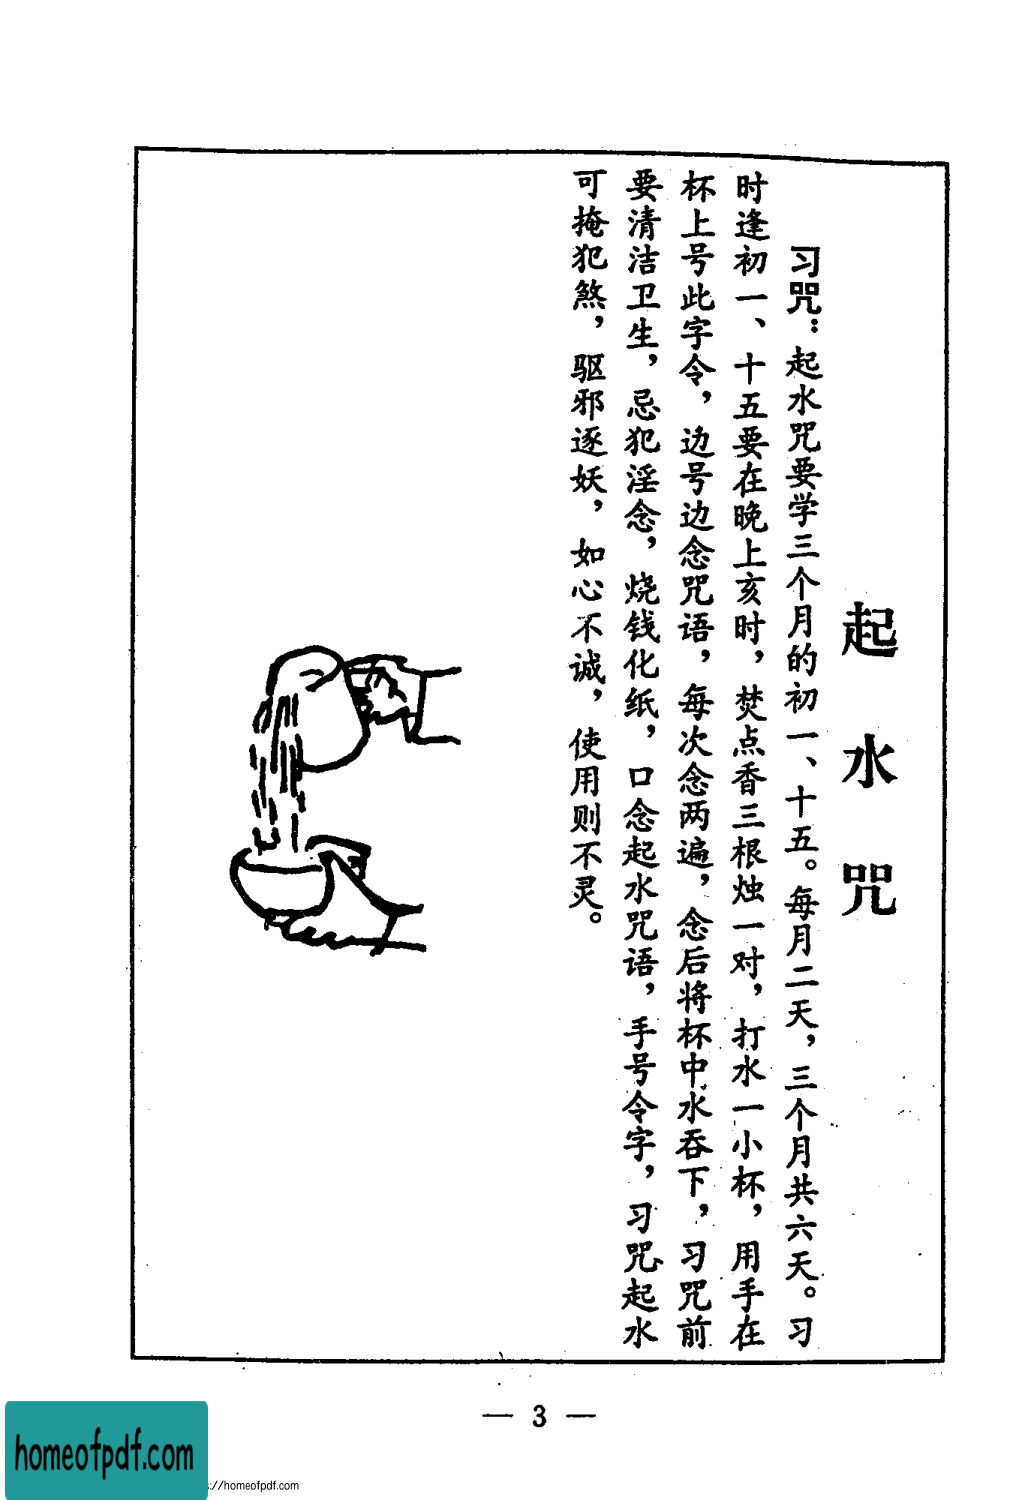 起水咒
习咒：起水咒要学三个月的初一、十五。每月二天，三个月共六天。习
时逢初一、十五要在晚上亥时，焚点香三根烛一对，打水一小杯，用手在
杯上号此字令，边号边念咒语，每次念两遍，念后将杯中水吞下，习咒前
要清洁卫生，忌犯淫念，烧钱化纸，口念起水咒语，手号令字，习咒起水
可掩犯煞，驱邪逐妖，如心不诚，使用则不灵。
— 3 —
homeofpdf.com
s://homeofpdf.com